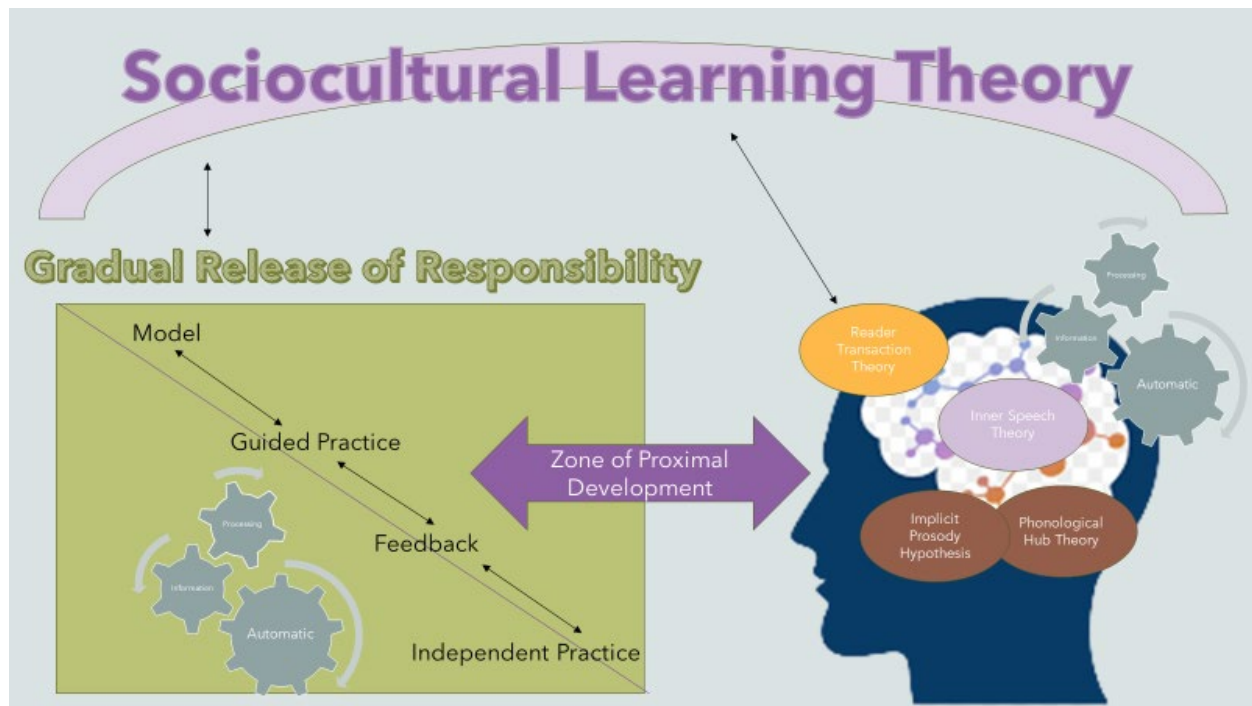 Sociocultural Learning Theory
Gradual Release of Responsibility
Model
Guided Practice
Feedback
Independent Practice
Processing
Information
Automatic
Zone of Proximal
Development
Reader
Transaction
Theory
Inner Speech
Theory
Implicit
Prosody
Hypothesis
Phonological
Hub Theory
Processing
Information
Automatic